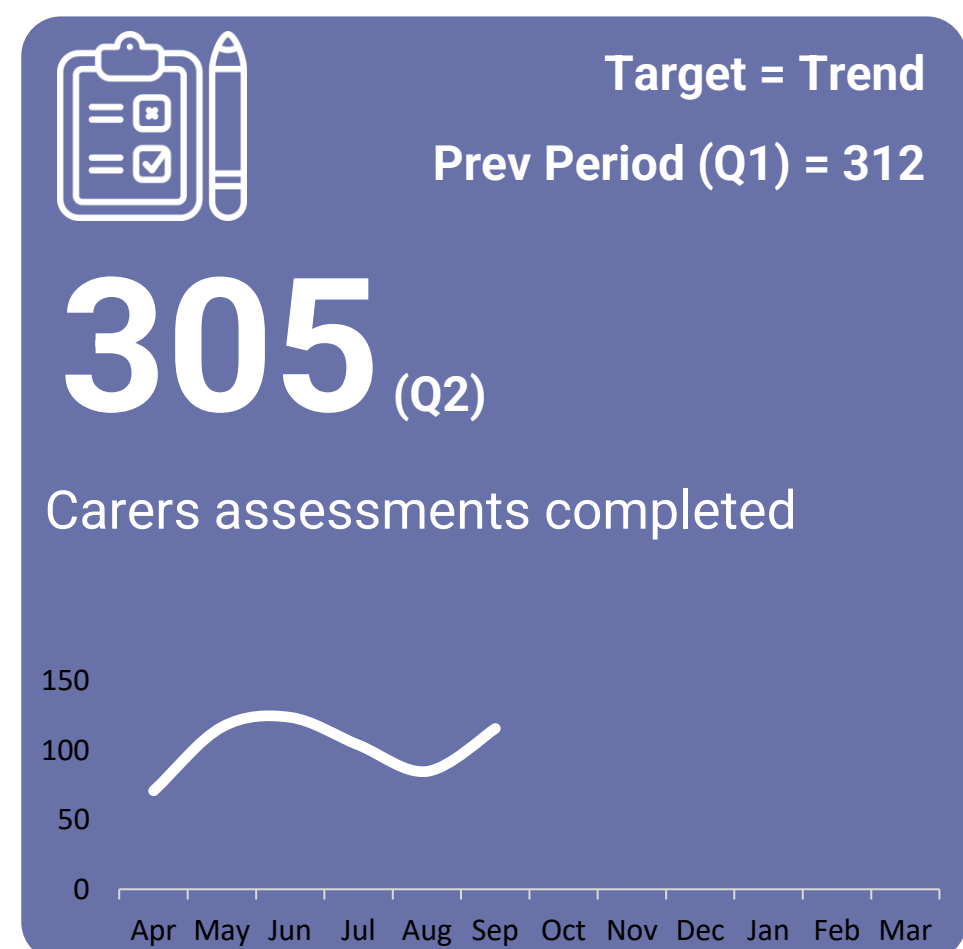 Target = Trend
Prev Period (Q1) = 312
305 (Q2)
Carers assessments completed
150
100
50
0
Apr May Jun Jul Aug Sep Oct Nov Dec Jan Feb Mar